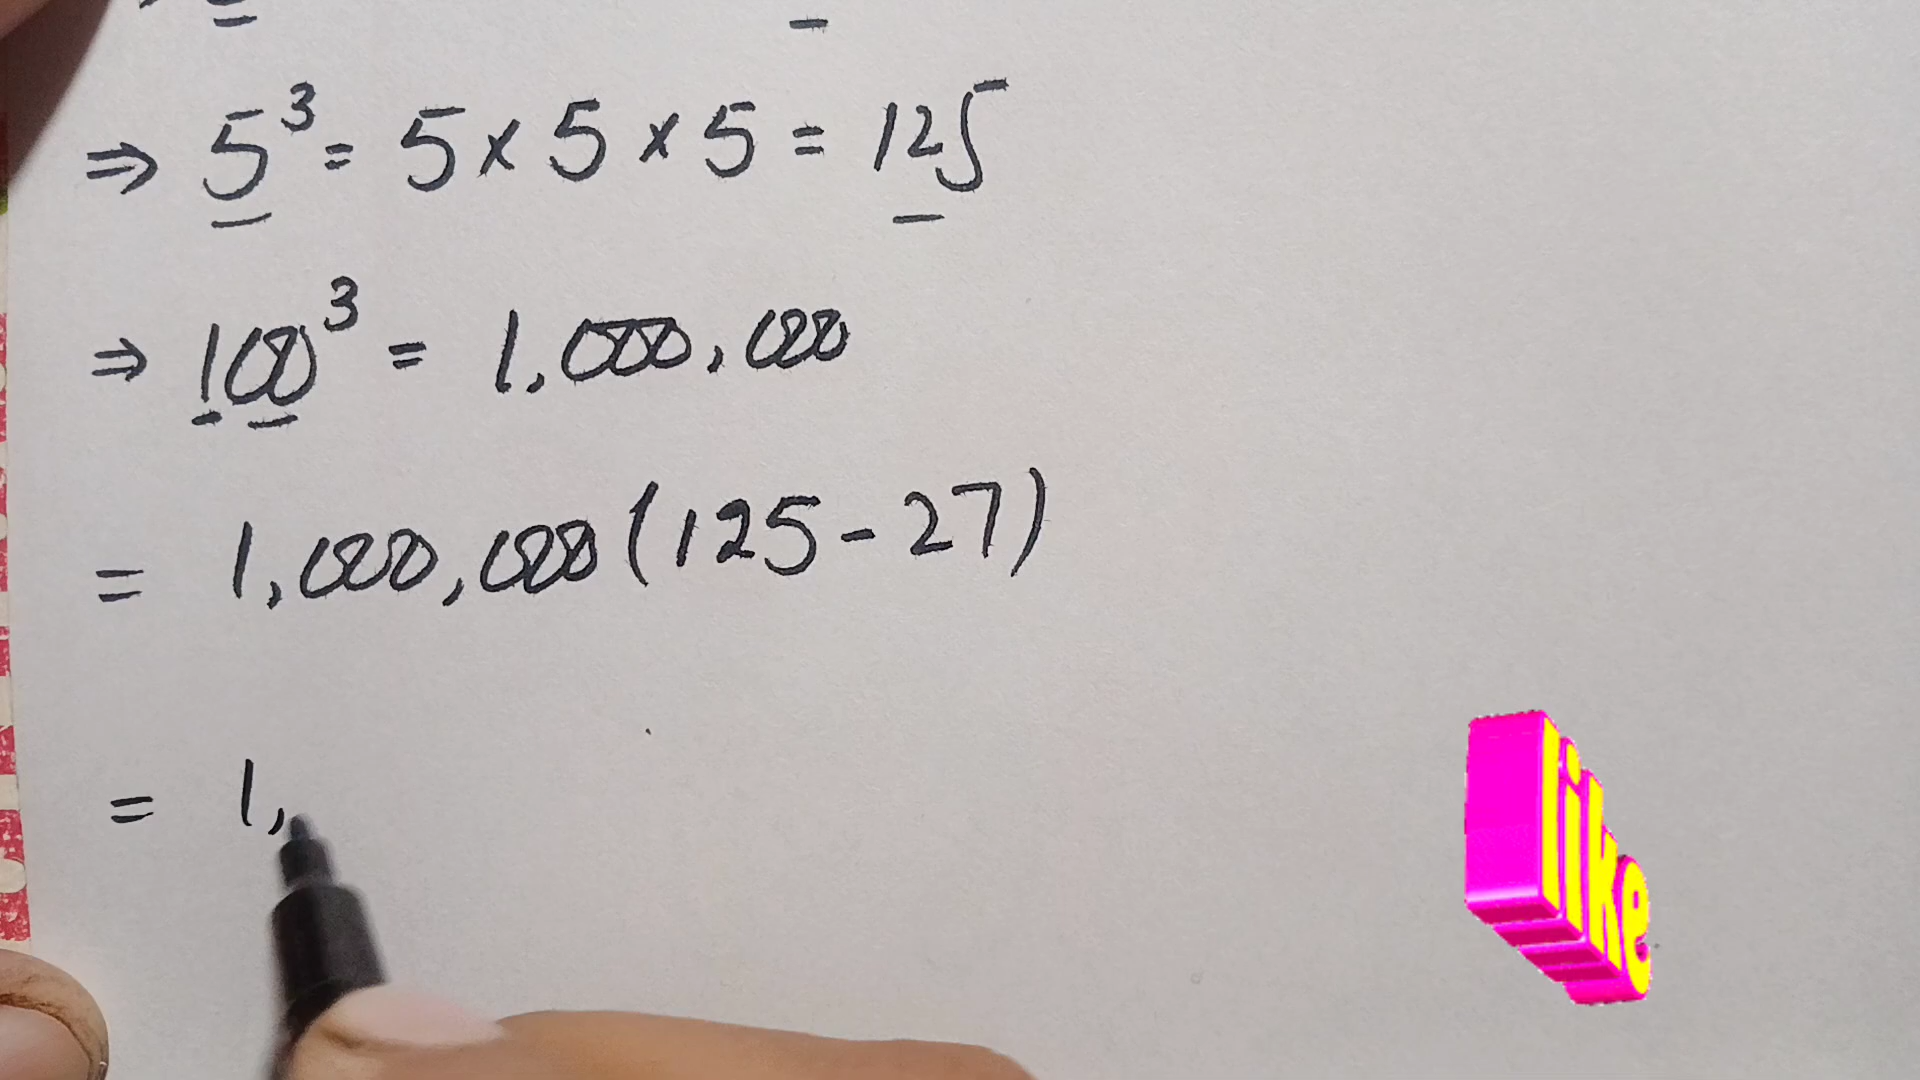 ⇒ 5³ = 5 × 5 × 5 = 125
⇒ 100³ = 1,000,000
= 1,000,000 (125 - 27)
= 1,
like